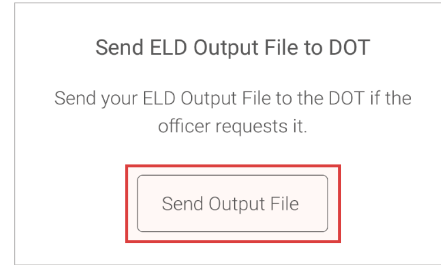 Send ELD Output File to DOT
Send your ELD Output File to the DOT if the
officer requests it.
Send Output File